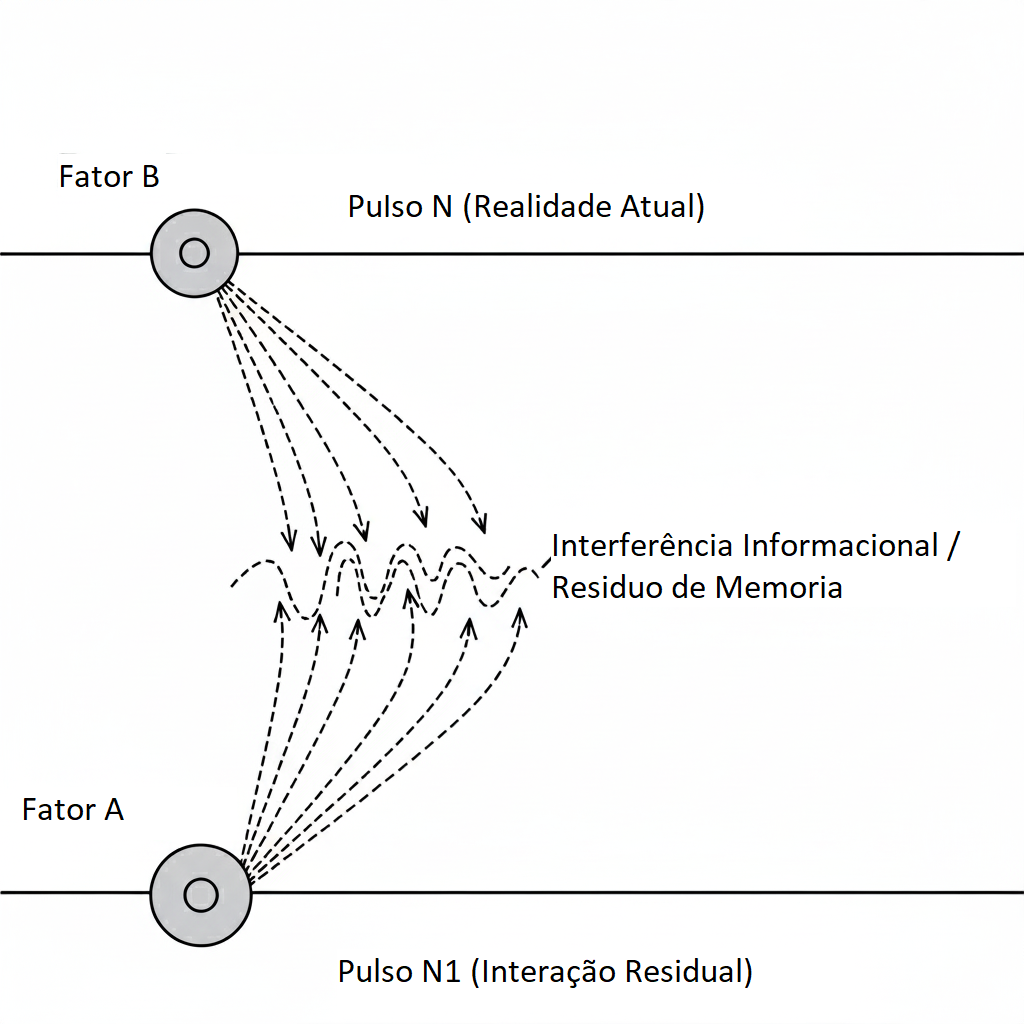 Fator B
Pulso N (Realidade Atual)
Interferência Informacional /
Residuo de Memoria
Fator A
Pulso N1 (Interação Residual)